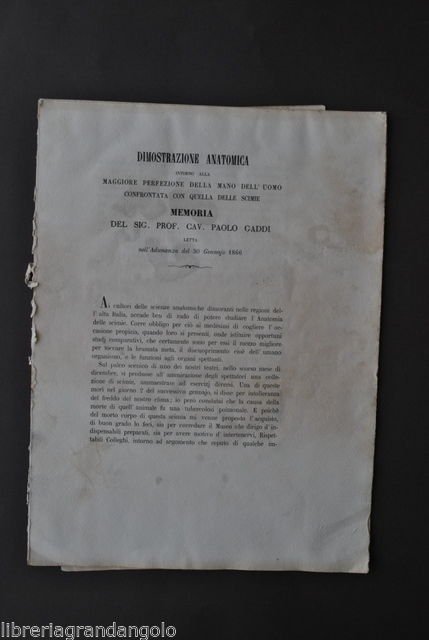 DIMOSTRAZIONE ANATOMICA
INTORNO ALLA
MAGGIORE PERFEZIONE DELLA MANO DELL'UOMO
CONFRONTATA CON QUELLA DELLE SCIMIE
MEMORIA
DEL SIG. PROF. CAV. PAOLO GADDI
LETTA
nell'Adunanza del 30 Gennajo 1866
Ai cultori delle scienze anatomiche dimoranti nelle regioni del-
l'alta Italia, accade ben di rado di potere studiare l'Anatomia
delle scimie. Corre obbligo per ciò ai medesimi di cogliere l'oc-
casione propizia, quando loro si presenti, onde istituire opportuni
studj comparativi, che certamente sono per essi il mezzo migliore
per toccare la bramata meta, il discuoprimento cioè dell'umano
organismo, e le funzioni agli organi spettanti.
Sul palco scenico di uno dei nostri teatri, nello scorso mese di
dicembre, si produsse all'ammirazione degli spettatori una colle-
zione di scimie, ammaestrate ad esercizj diversi. Una di queste
morì nel giorno 2 del successivo gennajo, si disse per intolleranza
del freddo del nostro clima; io però constatai che la causa della
morte di quell'animale fu una tubercolosi polmonale. E poichè
del morto corpo di questa scimia mi venne proposto l'acquisto,
di buon grado lo feci, sia per corredare il Museo che dirigo d'in-
dispensabili preparati, sia per avere motivo d'intertenervi, Rispet-
tabili Colleghi, intorno ad argomento che reputo di qualche im-
libreriagrandangolo
libreriagrandangolo